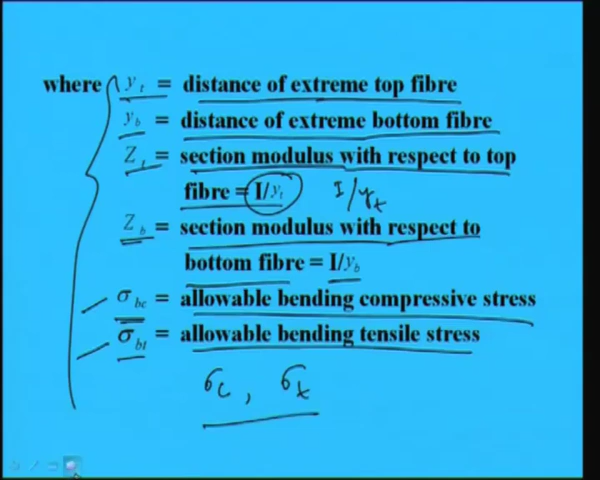 where y_t = distance of extreme top fibre
y_b = distance of extreme bottom fibre
Z_t = section modulus with respect to top
fibre = I/y_t I/y_t
Z_b = section modulus with respect to
bottom fibre = I/y_b
σ_bc = allowable bending compressive stress
σ_bt = allowable bending tensile stress
σ_c, σ_t